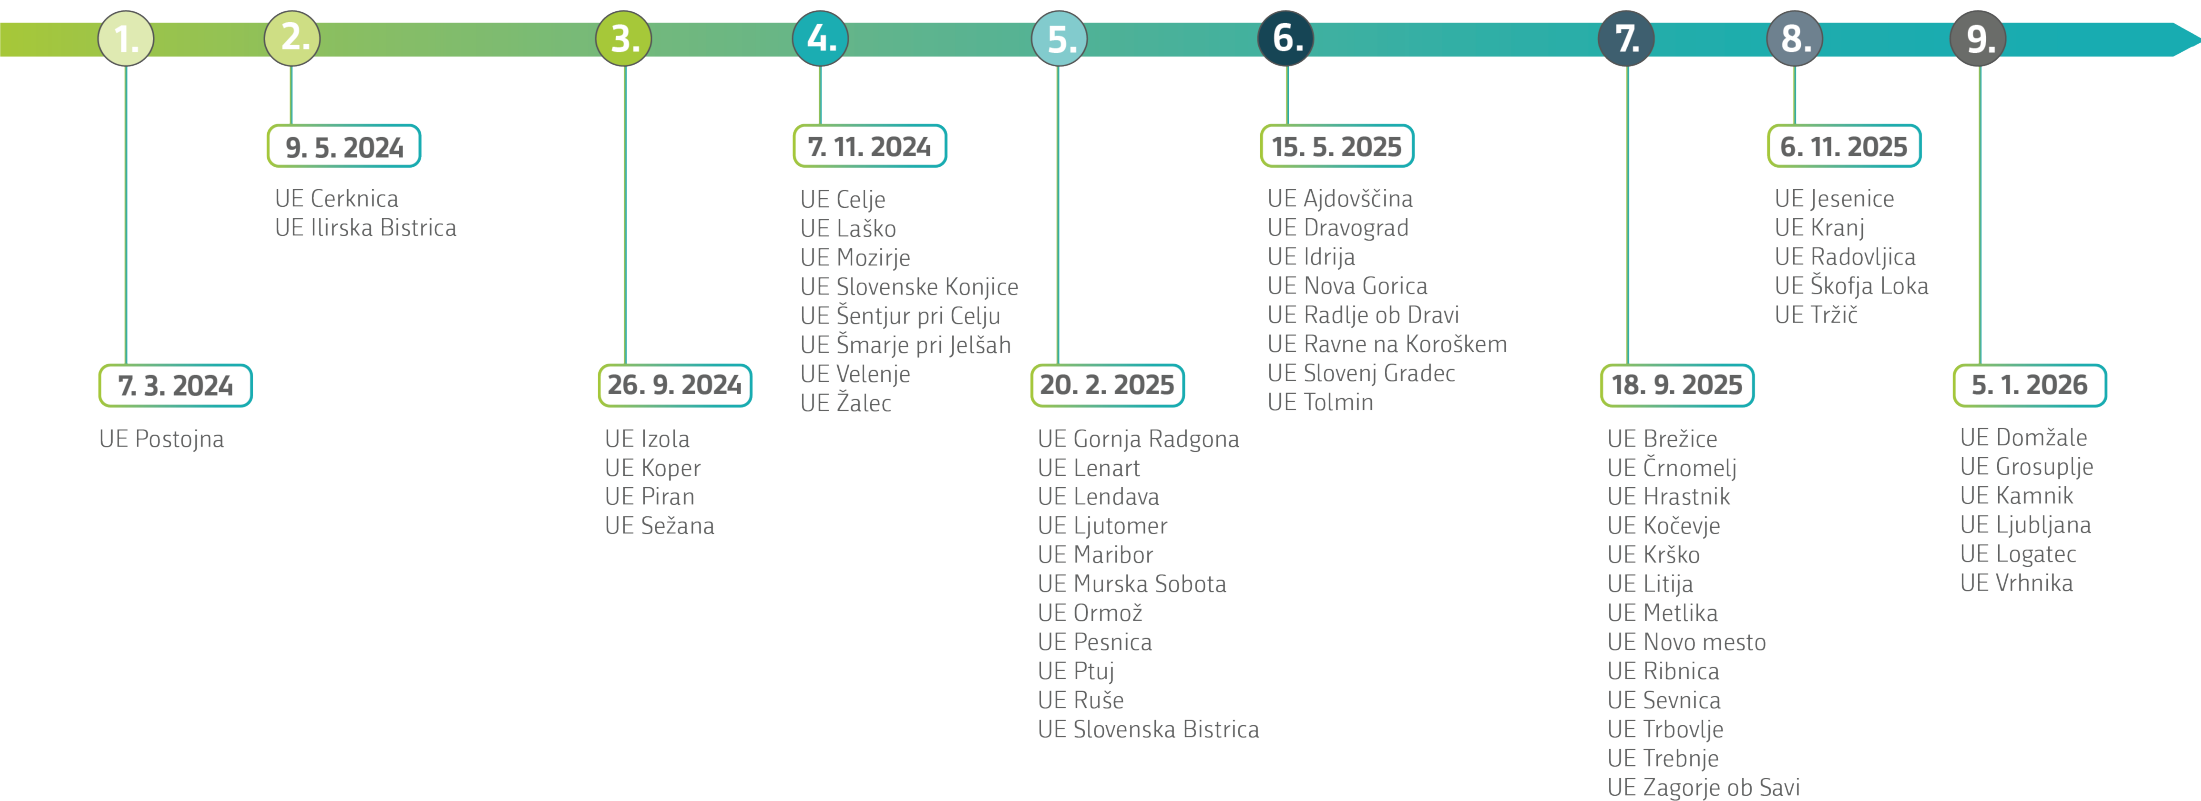 1.
7. 3. 2024
UE Postojna
2.
9. 5. 2024
UE Cerknica
UE Ilirska Bistrica
3.
26. 9. 2024
UE Izola
UE Koper
UE Piran
UE Sežana
4.
7. 11. 2024
UE Celje
UE Laško
UE Mozirje
UE Slovenske Konjice
UE Šentjur pri Celju
UE Šmarje pri Jelšah
UE Velenje
UE Žalec
5.
20. 2. 2025
UE Gornja Radgona
UE Lenart
UE Lendava
UE Ljutomer
UE Maribor
UE Murska Sobota
UE Ormož
UE Pesnica
UE Ptuj
UE Ruše
UE Slovenska Bistrica
6.
15. 5. 2025
UE Ajdovščina
UE Dravograd
UE Idrija
UE Nova Gorica
UE Radlje ob Dravi
UE Ravne na Koroškem
UE Slovenj Gradec
UE Tolmin
7.
18. 9. 2025
UE Brežice
UE Črnomelj
UE Hrastnik
UE Kočevje
UE Krško
UE Litija
UE Metlika
UE Novo mesto
UE Ribnica
UE Sevnica
UE Trbovlje
UE Trebnje
UE Zagorje ob Savi
8.
6. 11. 2025
UE Jesenice
UE Kranj
UE Radovljica
UE Škofja Loka
UE Tržič
9.
5. 1. 2026
UE Domžale
UE Grosuplje
UE Kamnik
UE Ljubljana
UE Logatec
UE Vrhnika